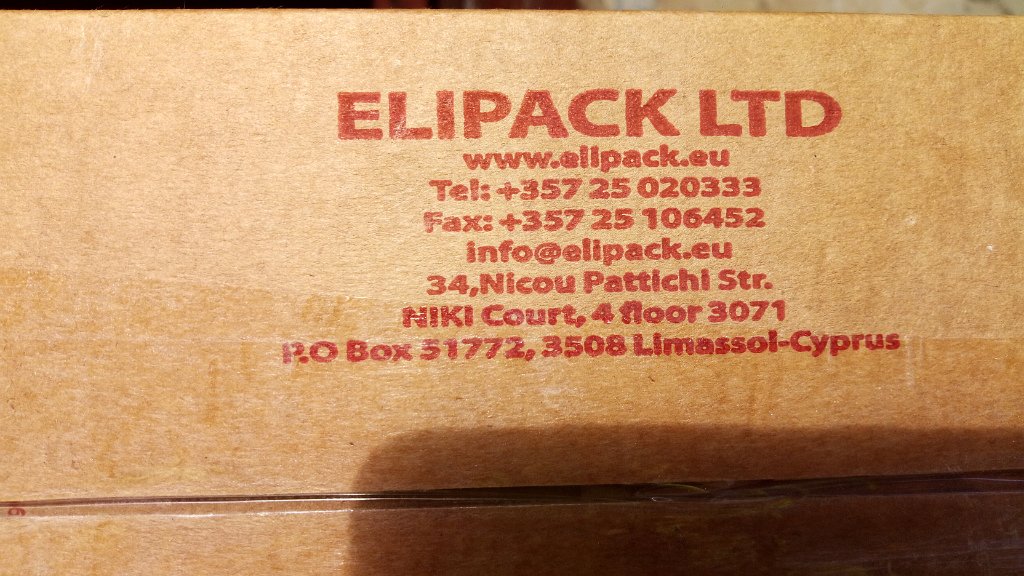 ELIPACK LTD
www.elipack.eu
Tel: +357 25 020333
Fax: +357 25 106452
info@elipack.eu
34,Nicou Pattichi Str.
NIKI Court, 4 floor 3071
P.O Box 51772, 3508 Limassol-Cyprus